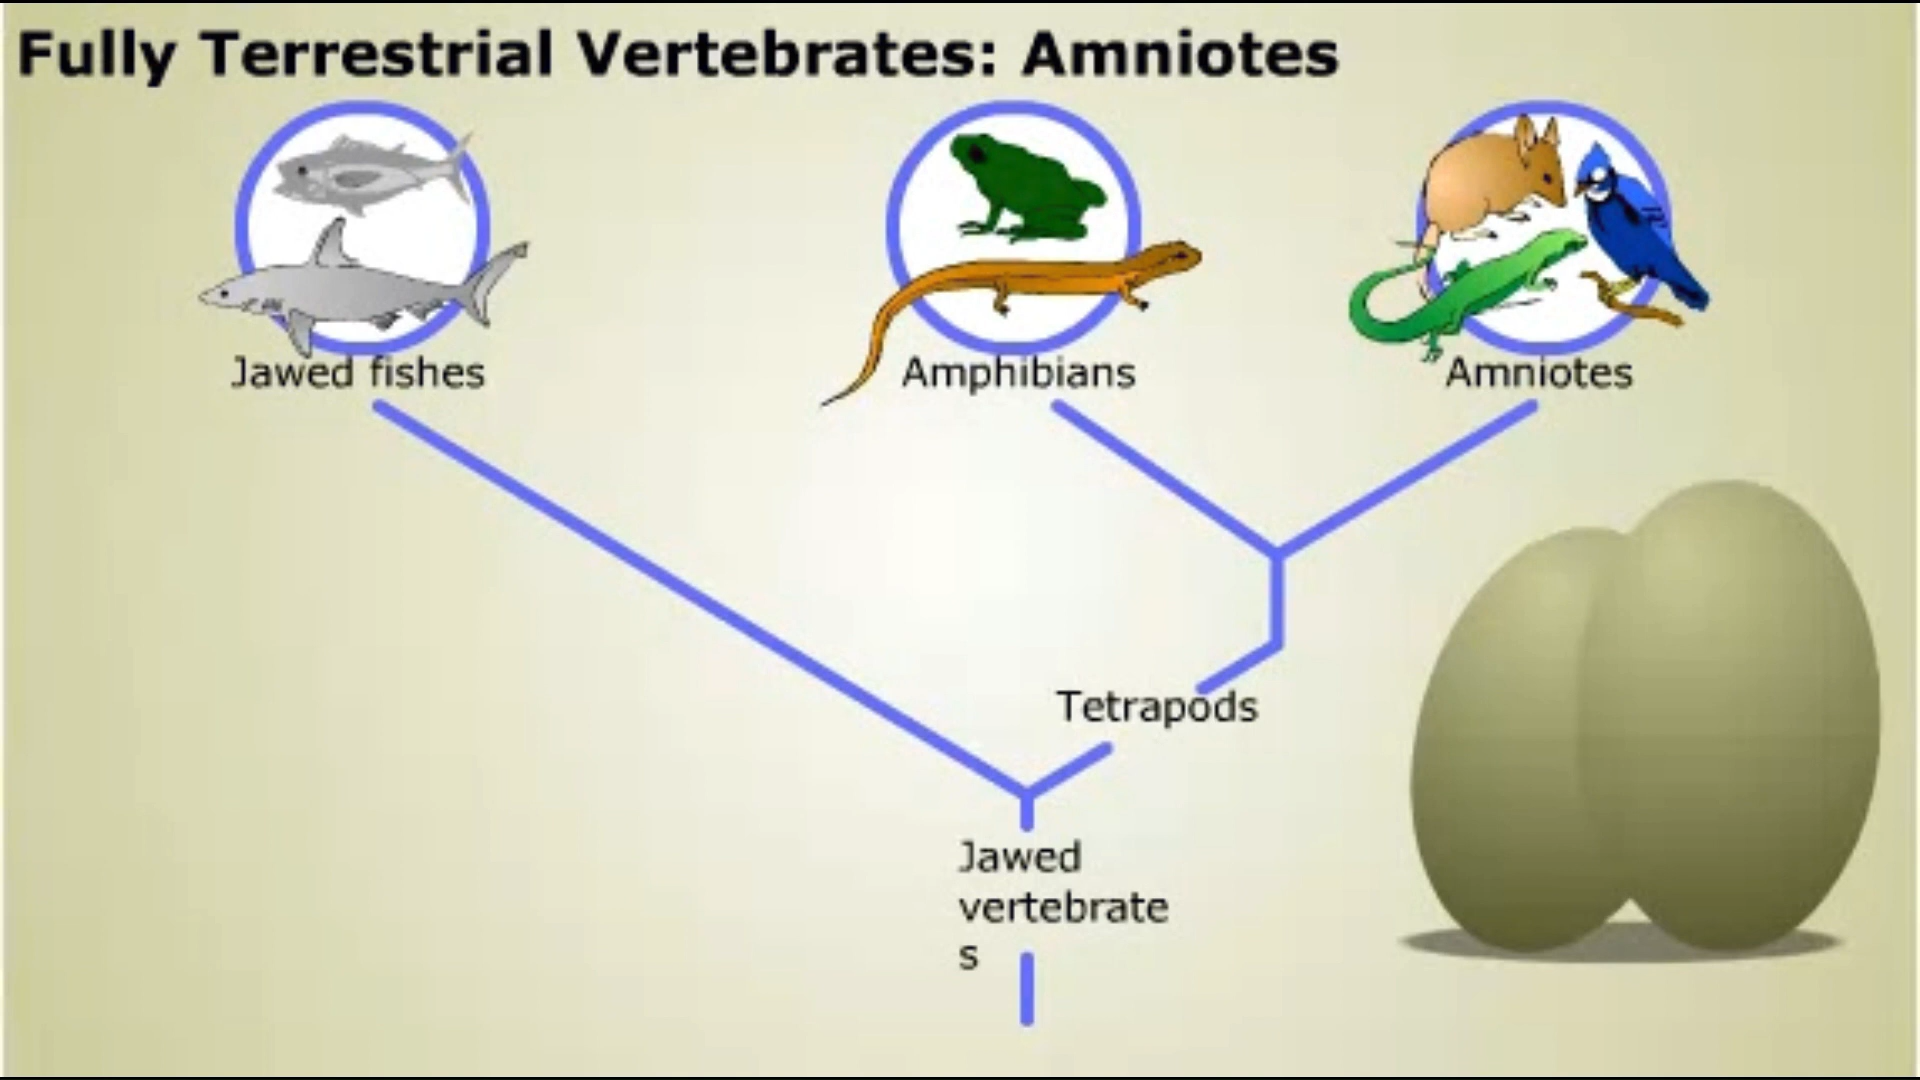 Fully Terrestrial Vertebrates: Amniotes
Jawed fishes
Amphibians
Amniotes
Tetrapods
Jawed
vertebrate
s